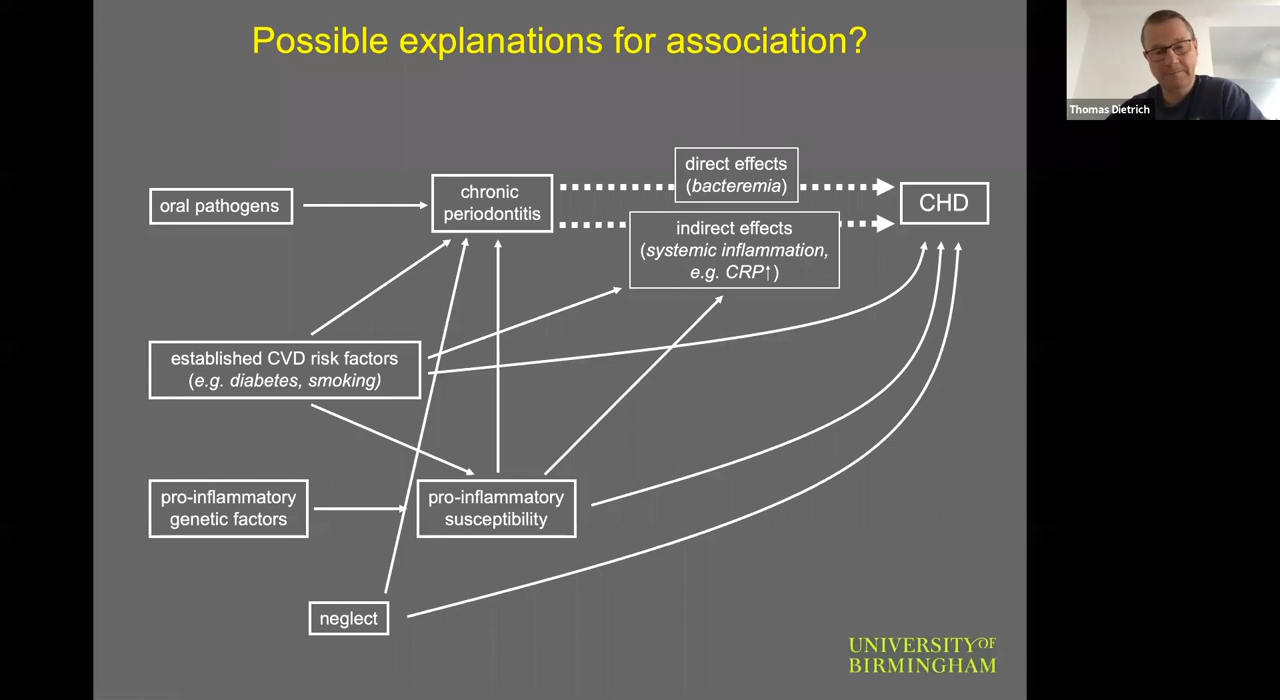 Possible explanations for association?
Thomas Dietrich
oral pathogens
chronic
periodontitis
direct effects
(bacteremia)
indirect effects
(systemic inflammation,
e.g. CRP↑)
CHD
established CVD risk factors
(e.g. diabetes, smoking)
pro-inflammatory
genetic factors
pro-inflammatory
susceptibility
neglect
UNIVERSITY OF
BIRMINGHAM